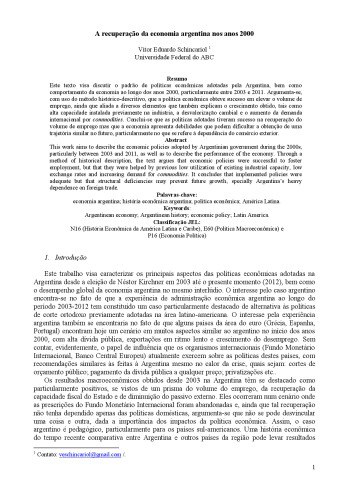 A recuperação da economia argentina nos anos 2000
Vitor Eduardo Schincariol 1
Universidade Federal do ABC
Resumo
Este texto visa discutir o padrão de políticas econômicas adotadas pela Argentina, bem como
comportamento da economia ao longo dos anos 2000, particularmente entre 2003 e 2011. Argumenta-se,
com uso do método histórico-descritivo, que a política econômica obteve sucesso em elevar o volume de
emprego, ainda que aliada a diversos elementos que também explicam o crescimento obtido, tais como
alta capacidade instalada previamente na indústria, a desvalorização cambial e o aumento da demanda
internacional por commodities. Conclui-se que as políticas adotadas tiveram sucesso na recuperação do
volume de emprego mas que a economia apresenta debilidades que podem dificultar a obtenção de uma
trajetória similar no futuro, particularmente no que se refere à dependência do comércio exterior.
Abstract
This work aims to describe the economic policies adopted by Argentinean government during the 2000s,
particularly between 2003 and 2011, as well as to describe the performance of the economy. Through a
method of historical description, the text argues that economic policies were successful to foster
employment, but that they were helped by previous low utilization of existing industrial capacity, low
exchange rates and increasing demand for commodities. It concludes that implemented policies were
adequate but that structural deficiencies may prevent future growth, specially Argentina's heavy
dependency on foreign trade.
Palavras-chave:
economia argentina; história econômica argentina; política econômica; América Latina.
Keywords:
Argentinean economy; Argentinean history; economic policy; Latin America.
Classificação JEL:
N16 (História Econômica da América Latina e Caribe); E60 (Política Macroeconômica) e
P16 (Economia Política).
1. Introdução
Este trabalho visa caracterizar os principais aspectos das políticas econômicas adotadas na
Argentina desde a eleição de Néstor Kirchner em 2003 até o presente momento (2012), bem como
o desempenho global da economia argentina no mesmo interlúdio. O interesse pelo caso argentino
encontra-se no fato de que a experiência de administração econômica argentina ao longo do
período 2003-2012 tem constituído um caso particularmente destacado de alternativa às políticas
de corte ortodoxo previamente adotadas na área latino-americana. O interesse pela experiência
argentina também se encontraria no fato de que alguns países da área do euro (Grécia, Espanha,
Portugal) encontram hoje um cenário em muitos aspectos similar ao argentino no início dos anos
2000, com alta dívida pública, exportações em ritmo lento e crescimento do desemprego. Sem
contar, evidentemente, o papel de influência que os organismos internacionais (Fundo Monetário
Internacional, Banco Central Europeu) atualmente exercem sobre as políticas destes países, com
recomendações similares às feitas à Argentina mesmo no calor da crise, quais sejam: cortes de
orçamento público; pagamento da dívida pública a qualquer preço; privatizações etc.
Os resultados macroeconômicos obtidos desde 2003 na Argentina têm se destacado como
particularmente positivos, se vistos de um prisma do volume do emprego, da recuperação da
capacidade fiscal do Estado e de diminuição do passivo externo. Eles ocorreram num cenário onde
as prescrições do Fundo Monetário Internacional foram abandonadas e, ainda que tal recuperação
não tenha dependido apenas das políticas domésticas, argumenta-se que não se pode desvincular
uma coisa e outra, dada a importância dos impactos da política econômica. Assim, o caso
argentino é pedagógico, particularmente para os países sul-americanos. Uma história econômica
do tempo recente comparativa entre Argentina e outros países da região pode levar resultados
1 Contato: veschincariol@gmail.com /
1